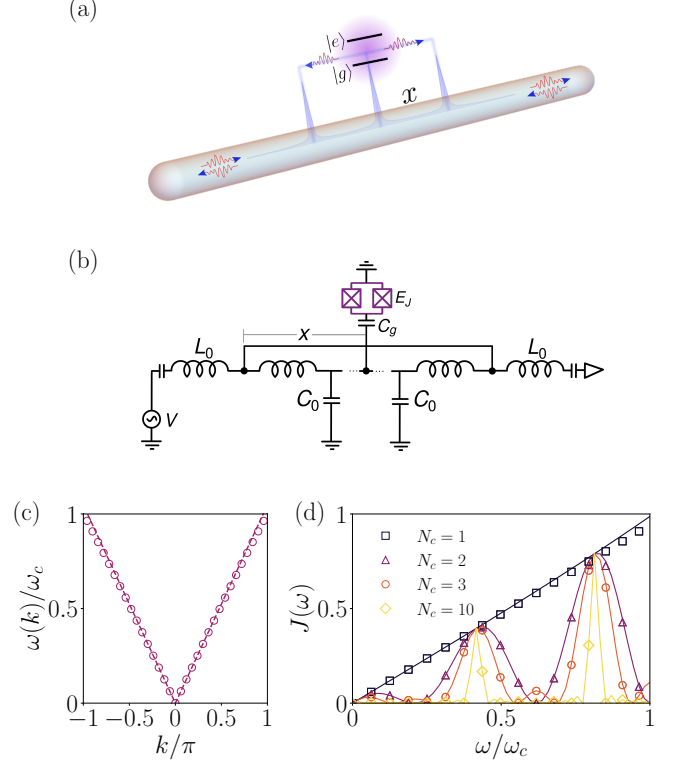 (a)
|e⟩
|g⟩
x
(b)
E_J
C_g
x
L_0
L_0
C_0
C_0
V
(c)
(d)
1
0.5
0
ω(k)/ω_c
−1
−0.5
0
0.5
1
k/π
1
0.5
0
J(ω)
N_c = 1
N_c = 2
N_c = 3
N_c = 10
0
0.5
1
ω/ω_c